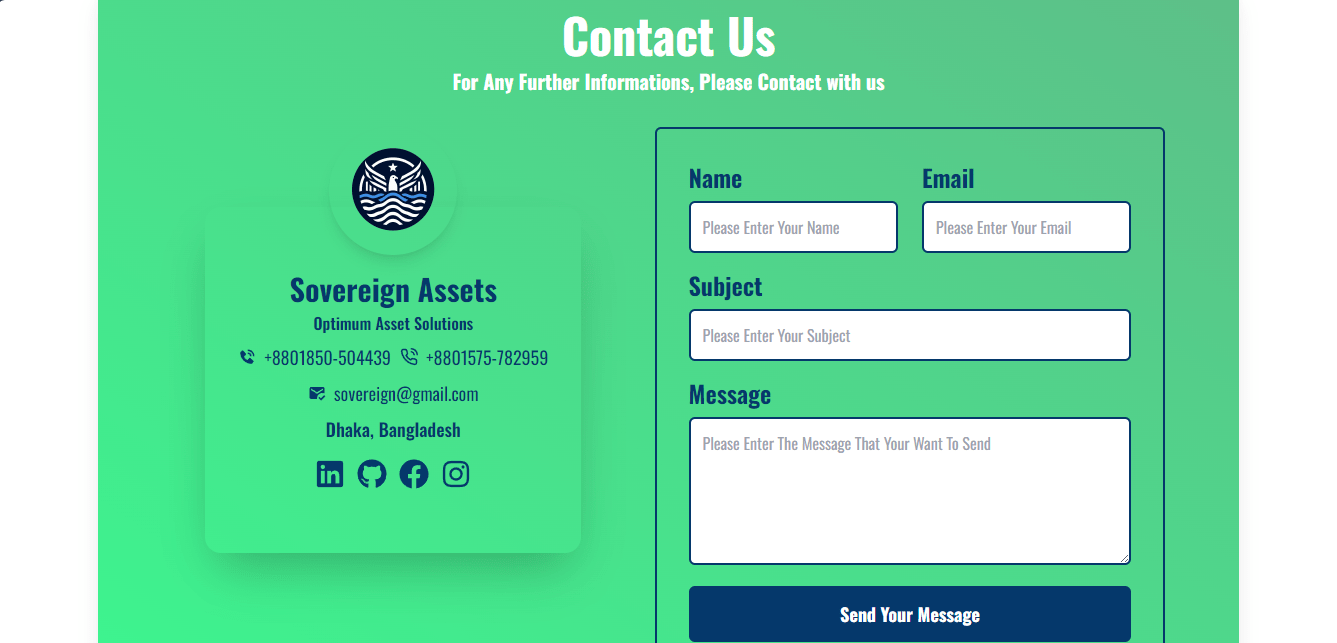 Contact Us
For Any Further Informations, Please Contact with us
Sovereign Assets
Optimum Asset Solutions
+8801850-504439 +8801575-782959
sovereign@gmail.com
Dhaka, Bangladesh
Name Email
Please Enter Your Name Please Enter Your Email
Subject
Please Enter Your Subject
Message
Please Enter The Message That Your Want To Send
Send Your Message